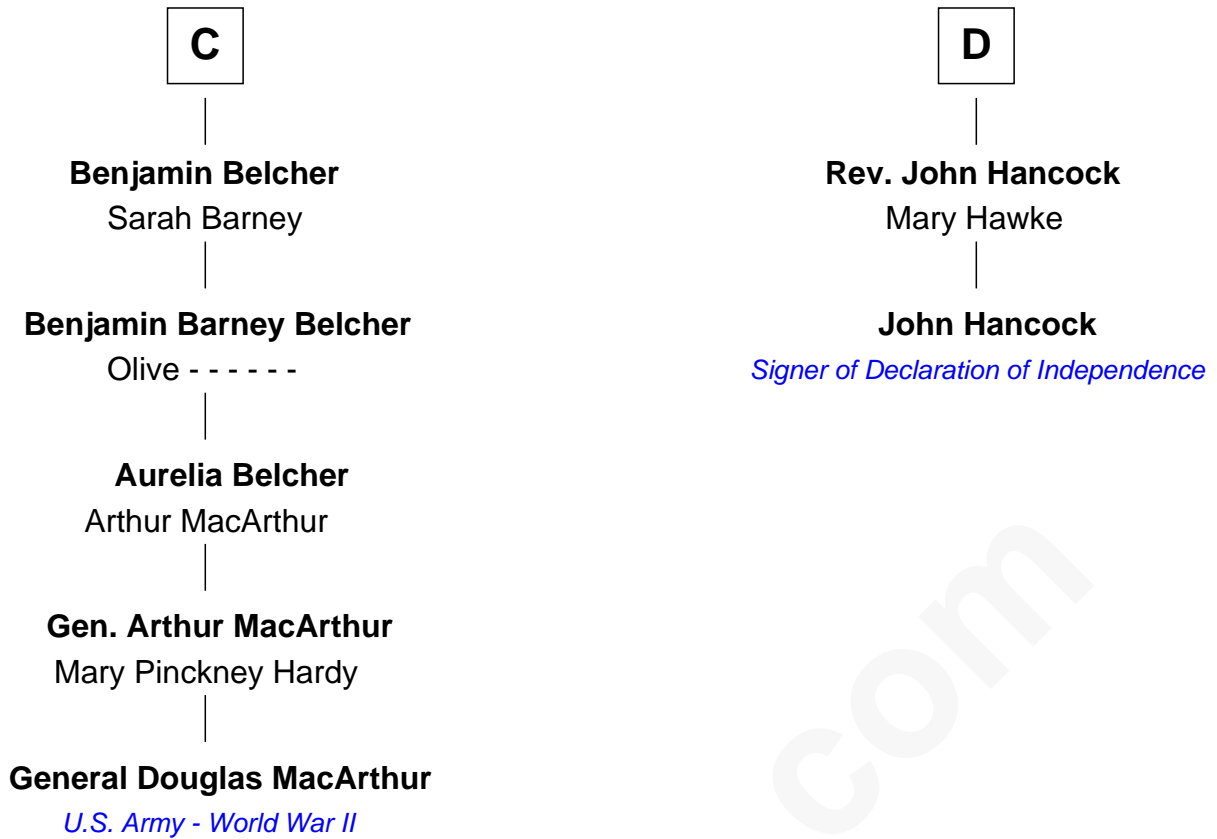 C
Benjamin Belcher
Sarah Barney
Benjamin Barney Belcher
Olive - - - - - -
Aurelia Belcher
Arthur MacArthur
Gen. Arthur MacArthur
Mary Pinckney Hardy
General Douglas MacArthur
U.S. Army - World War II
D
Rev. John Hancock
Mary Hawke
John Hancock
Signer of Declaration of Independence
com